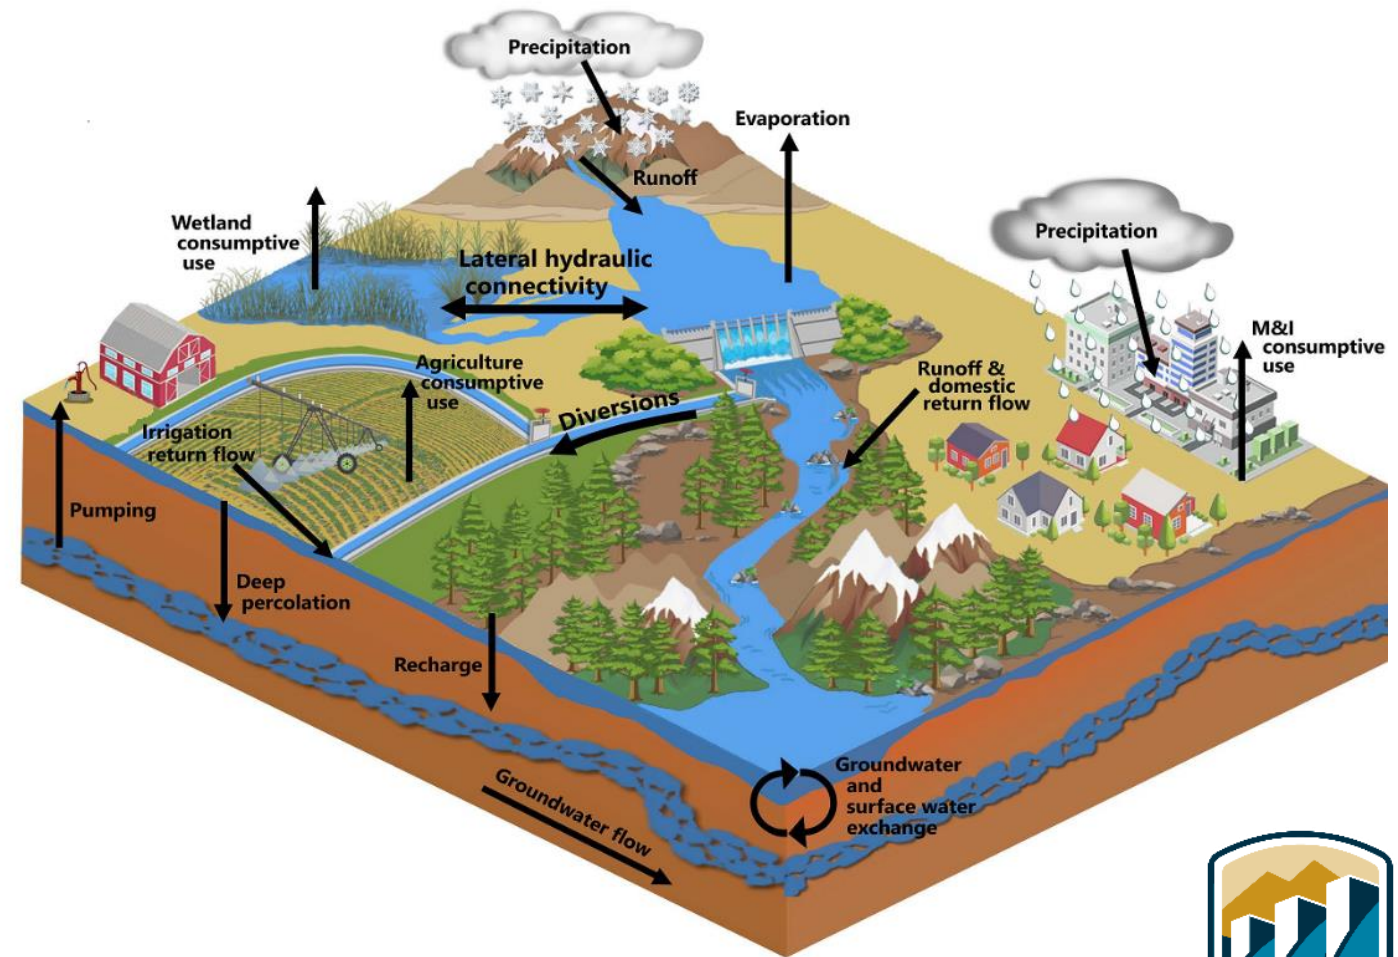 Precipitation
Evaporation
Runoff
Wetland
consumptive
use
Precipitation
Lateral hydraulic
connectivity
M&I
consumptive
use
Agriculture
consumptive
use
Runoff &
domestic
return flow
Diversions
Irrigation
return flow
Pumping
Deep
percolation
Recharge
Groundwater flow
Groundwater
and
surface water
exchange